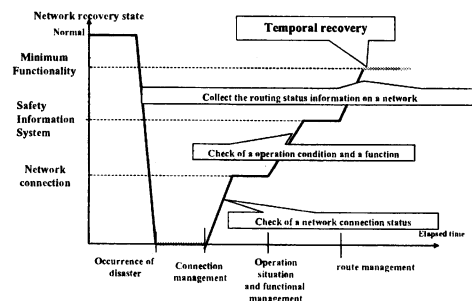 Network recovery state
Normal
Temporal recovery
Minimum
Functionality
Collect the routing status information on a network
Safety
Information
System
Check of a operation condition and a function
Network
connection
Check of a network connection status
Elapsed time
Occurrence of
disaster
Connection
management
Operation
situation
and functional
management
route management